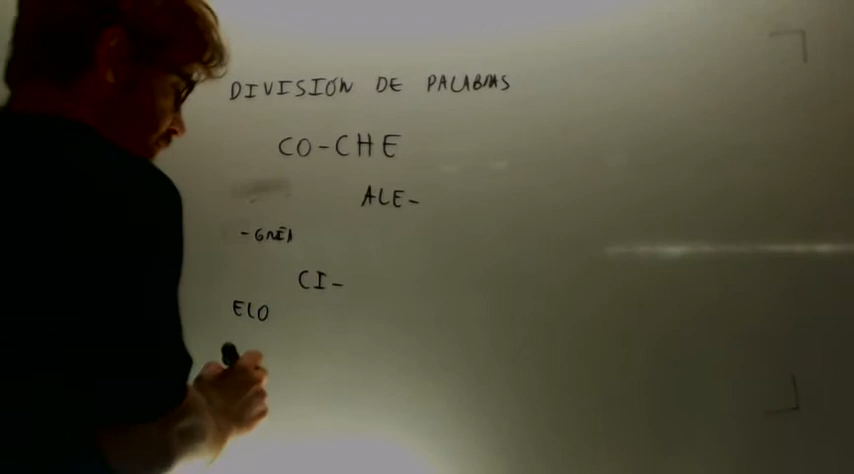 DIVISIÓN DE PALABRAS
CO-CHE
ALE-
-GRÍA
CI-
ELO